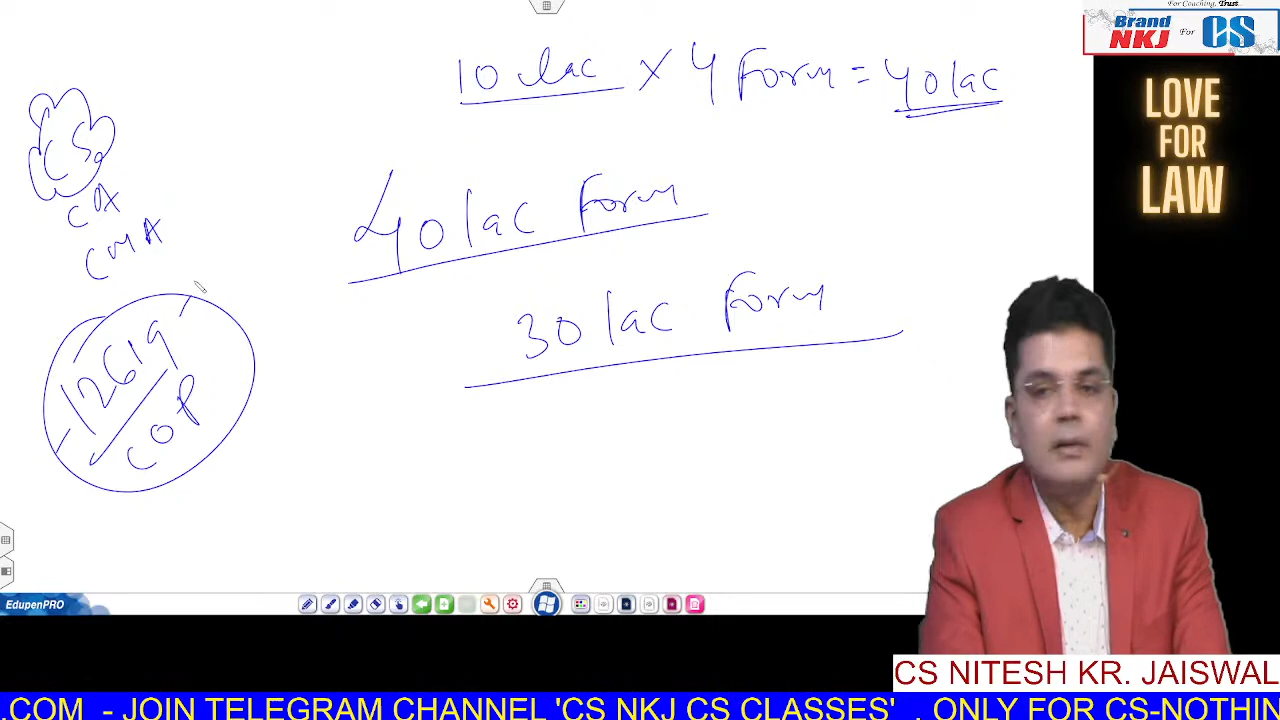 For Coaching, Trust...
Brand
NKJ
For
CS
10 lac × 4 Form = 40 lac
CS
CA
CMA
40 lac Form
30 lac Form
12619
COP
LOVE
FOR
LAW
EdupenPRO
CS NITESH KR. JAISWAL
.COM - JOIN TELEGRAM CHANNEL 'CS NKJ CS CLASSES' , ONLY FOR CS-NOTHIN